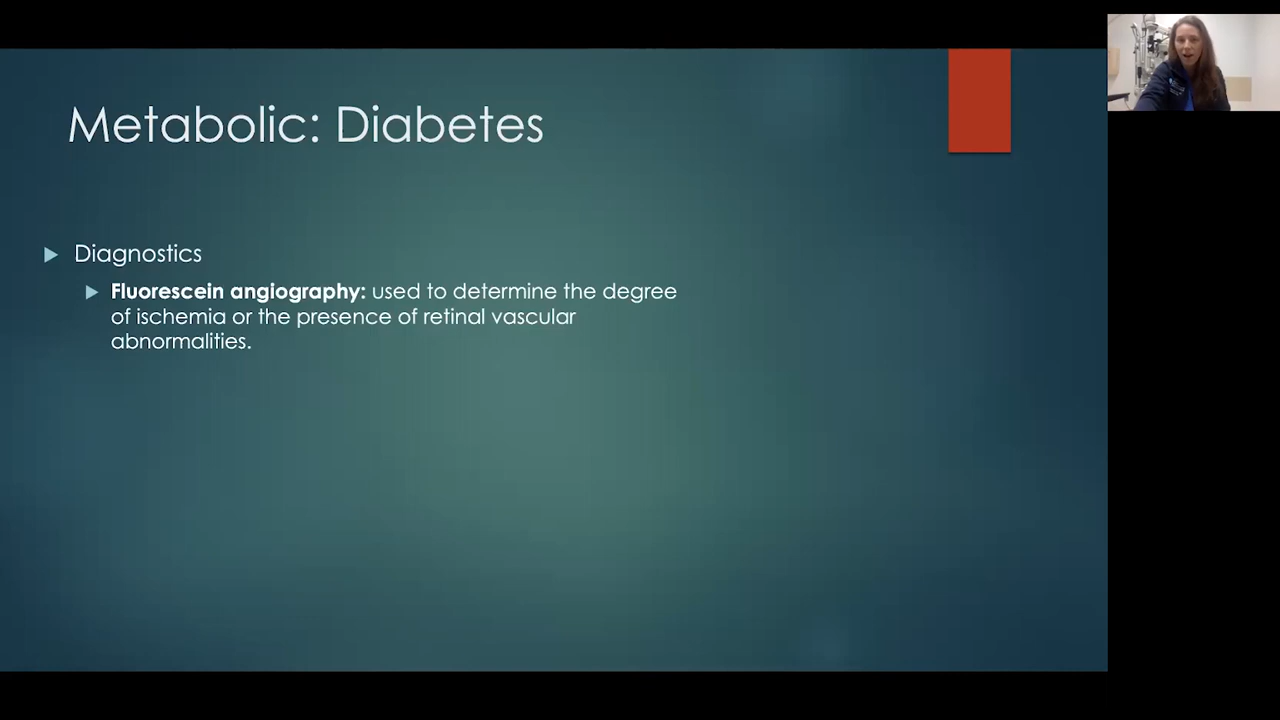 Metabolic: Diabetes
Diagnostics
Fluorescein angiography: used to determine the degree
of ischemia or the presence of retinal vascular
abnormalities.